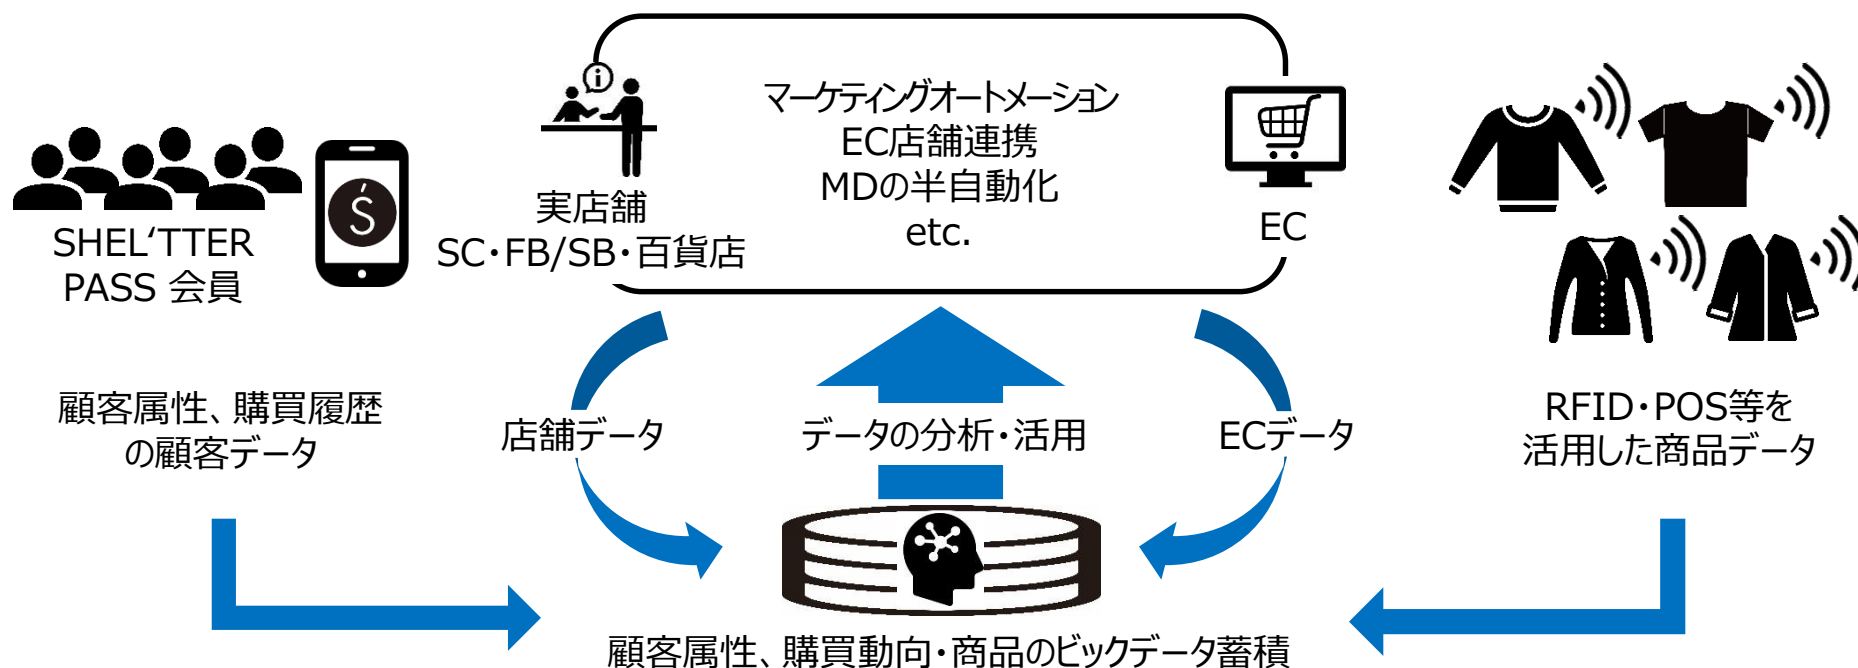 SHEL‘TTER
PASS 会員
顧客属性、購買履歴
の顧客データ
実店舗
SC・FB/SB・百貨店
マーケティングオートメーション
EC店舗連携
MDの半自動化
etc.
EC
店舗データ
データの分析・活用
ECデータ
RFID・POS等を
活用した商品データ
顧客属性、購買動向・商品のビックデータ蓄積